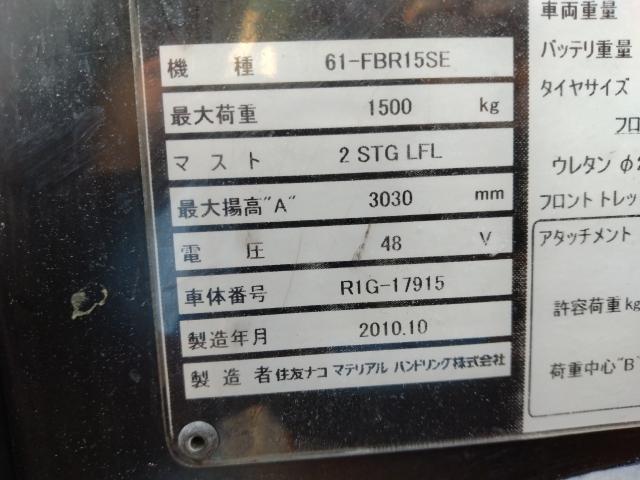 機種 61-FBR15SE
最大荷重 1500 kg
マスト 2 STG LFL
最大揚高"A" 3030 mm
電圧 48 V
車体番号 R1G-17915
製造年月 2010.10
製造者 住友ナコ マテリアル ハンドリング株式会社
車両重量
バッテリ重量
タイヤサイズ
フロ
ウレタン φ
フロントトレッ
アタッチメント
許容荷重kg
荷重中心"B"